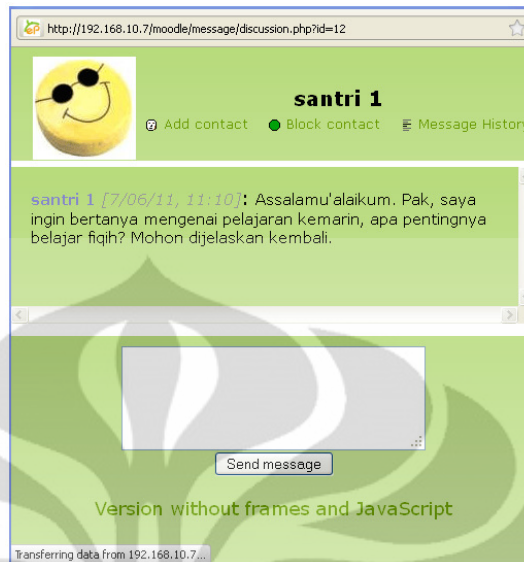 http://192.168.10.7/moodle/message/discussion.php?id=12
santri 1
Add contact Block contact Message History
santri 1 [7/06/11, 11:10]: Assalamu'alaikum. Pak, saya
ingin bertanya mengenai pelajaran kemarin, apa pentingnya
belajar fiqih? Mohon dijelaskan kembali.
Send message
Version without frames and JavaScript
Transferring data from 192.168.10.7...